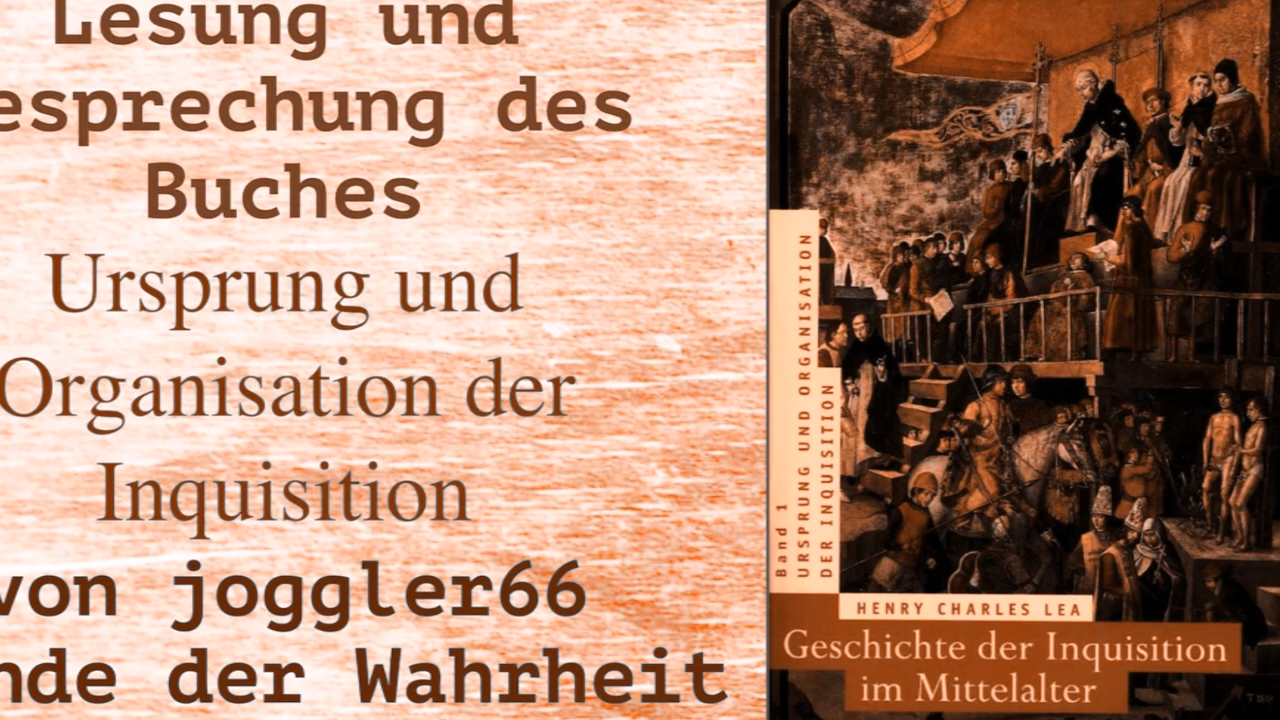 Lesung und
esprechung des
Buches
Ursprung und
Organisation der
Inquisition
von joggler66
nde der Wahrheit
Band 1
URSPRUNG UND ORGANISATION
DER INQUISITION
HENRY CHARLES LEA
Geschichte der Inquisition
im Mittelalter